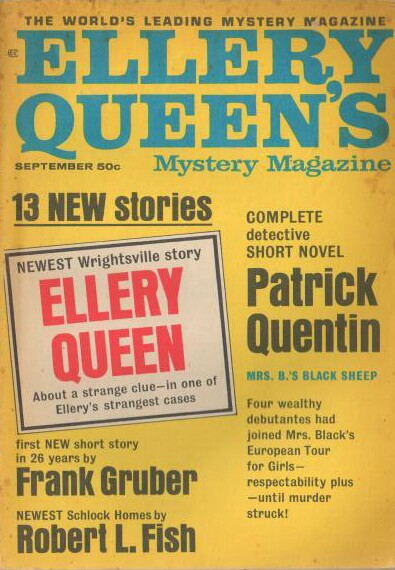 THE WORLD'S LEADING MYSTERY MAGAZINE
ELLERY
QUEEN'S
SEPTEMBER 50c
Mystery Magazine
13 NEW stories
NEWEST Wrightsville story
ELLERY
QUEEN
About a strange clue—in one of
Ellery's strangest cases
first NEW short story
in 26 years by
Frank Gruber
NEWEST Schlock Homes by
Robert L. Fish
COMPLETE
detective
SHORT NOVEL
Patrick
Quentin
MRS. B.'S BLACK SHEEP
Four wealthy
debutantes had
joined Mrs. Black's
European Tour
for Girls—
respectability plus
—until murder
struck!